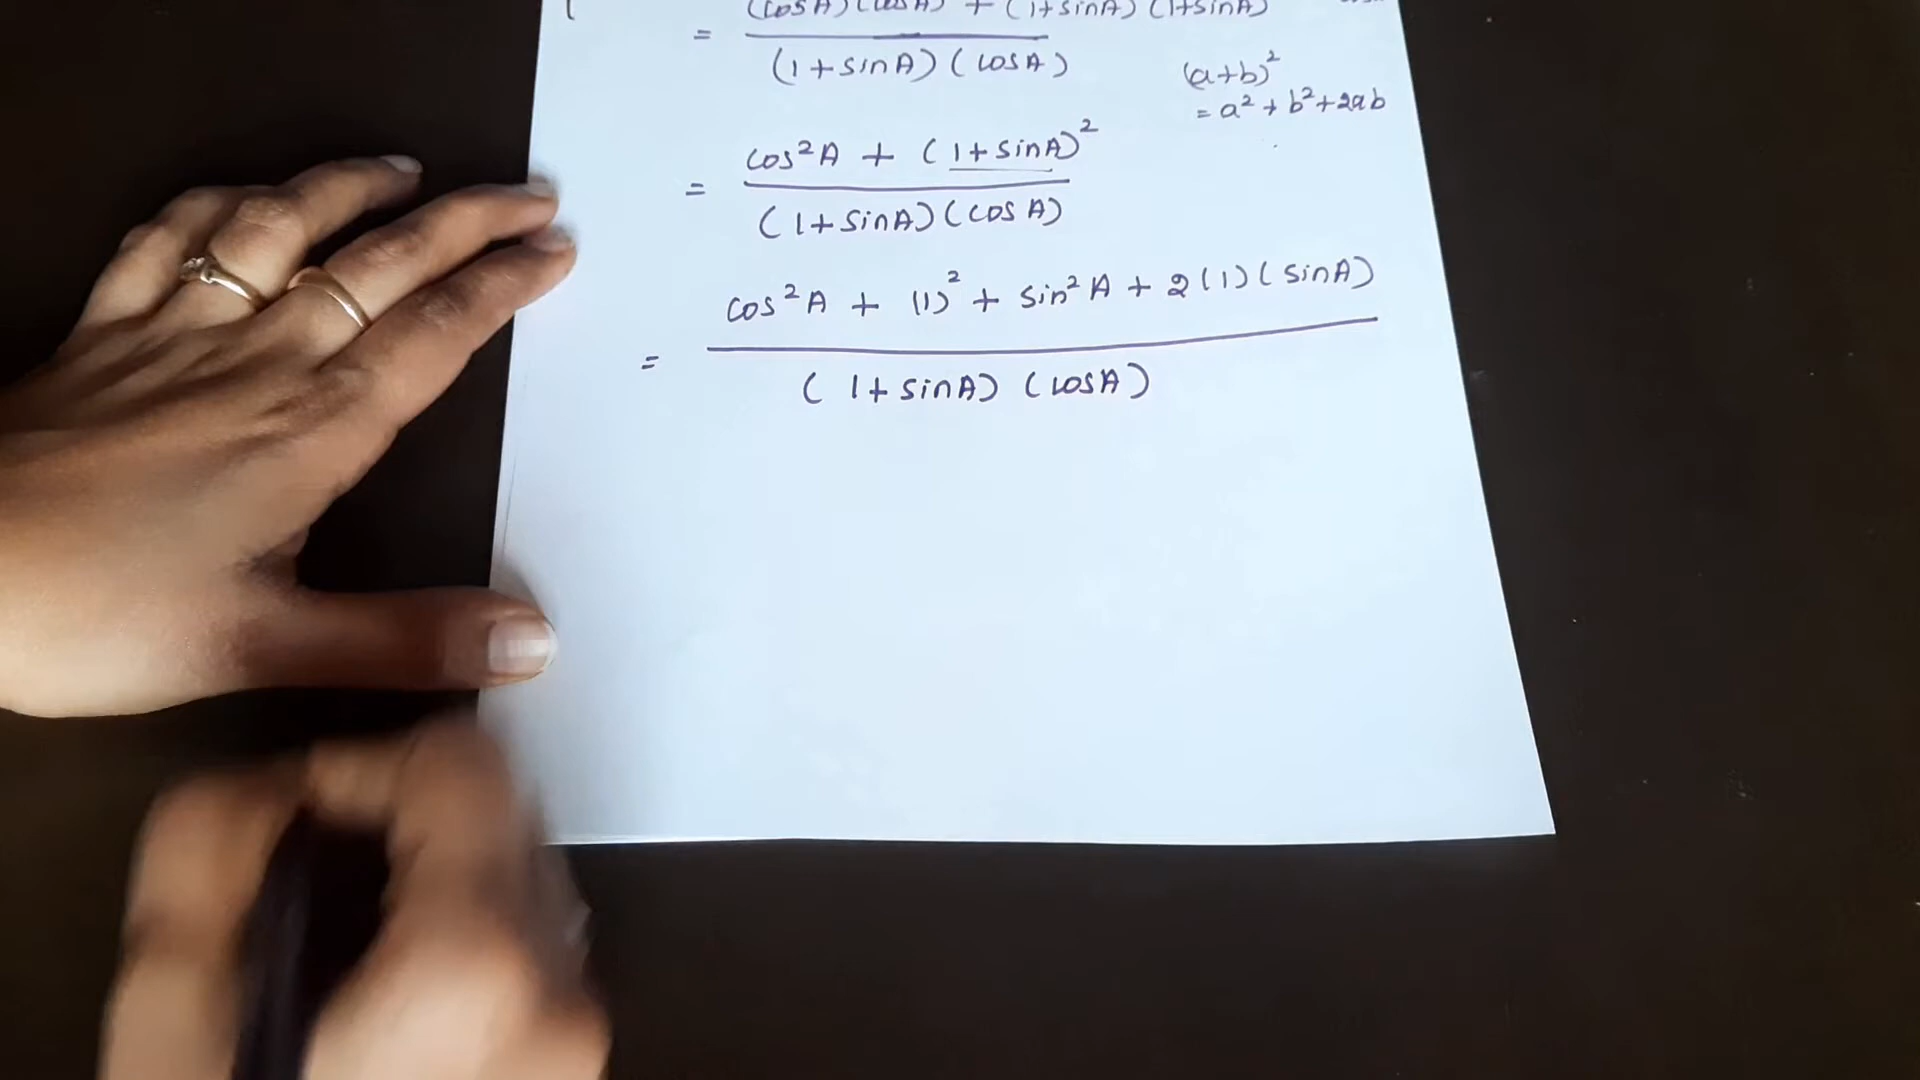 (cosA)(cosA) + (1+sinA)(1+sinA)
=
(1+sinA)(cosA)
(a+b)²
= a² + b² + 2ab
cos²A + (1+sinA)²
=
(1+sinA)(cosA)
cos²A + (1)² + sin²A + 2(1)(sinA)
=
(1+sinA)(cosA)